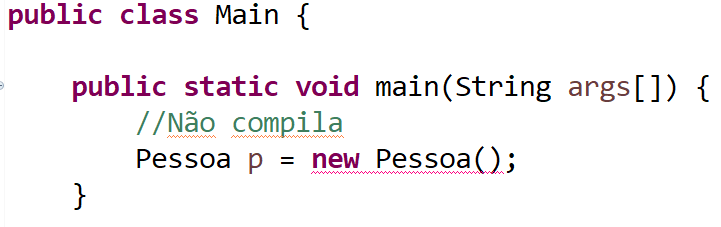 public class Main {
public static void main(String args[]) {
//Não compila
Pessoa p = new Pessoa();
}